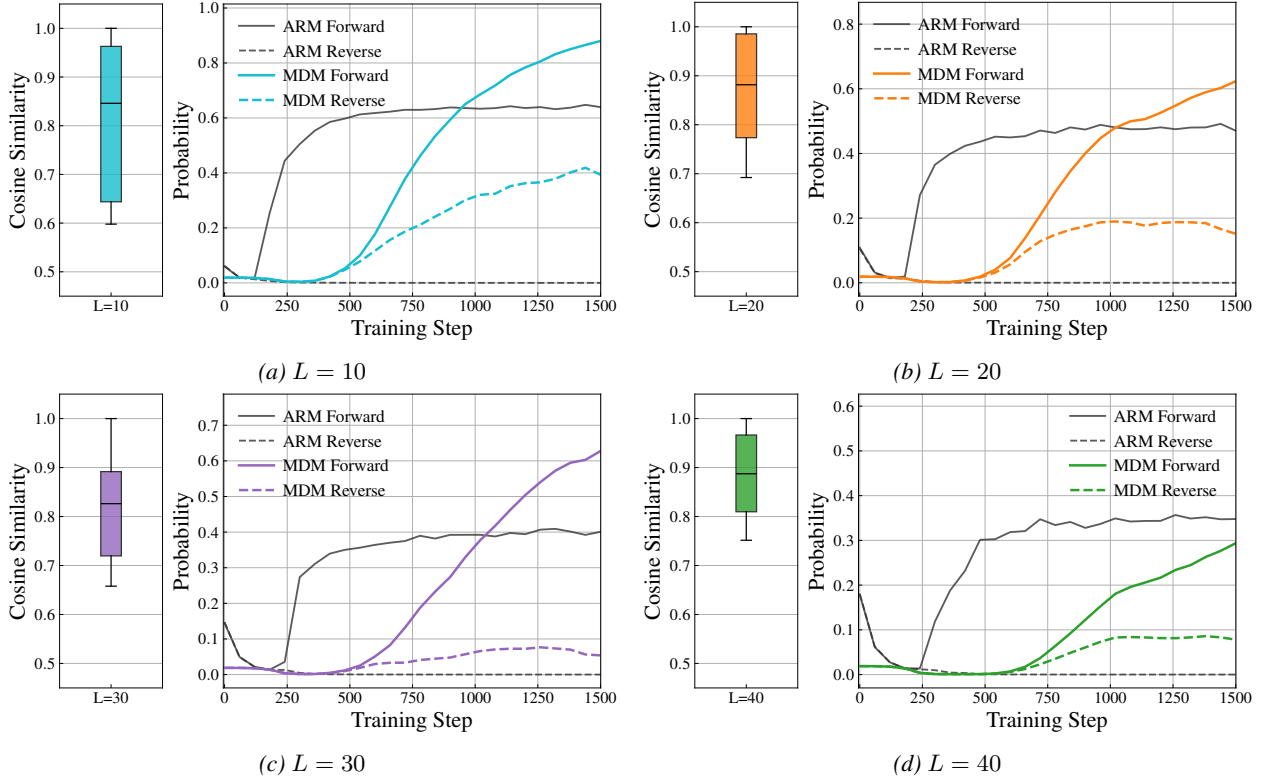 Cosine Similarity
1.0
0.9
0.8
0.7
0.6
0.5
L=10
Probability
1.0
0.8
0.6
0.4
0.2
0.0
ARM Forward
ARM Reverse
MDM Forward
MDM Reverse
0 250 500 750 1000 1250 1500
Training Step
(a) L = 10
Cosine Similarity
1.0
0.9
0.8
0.7
0.6
0.5
L=20
Probability
0.8
0.6
0.4
0.2
0.0
ARM Forward
ARM Reverse
MDM Forward
MDM Reverse
0 250 500 750 1000 1250 1500
Training Step
(b) L = 20
Cosine Similarity
1.0
0.9
0.8
0.7
0.6
0.5
L=30
Probability
0.7
0.6
0.5
0.4
0.3
0.2
0.1
0.0
ARM Forward
ARM Reverse
MDM Forward
MDM Reverse
0 250 500 750 1000 1250 1500
Training Step
(c) L = 30
Cosine Similarity
1.0
0.9
0.8
0.7
0.6
0.5
L=40
Probability
0.6
0.5
0.4
0.3
0.2
0.1
0.0
ARM Forward
ARM Reverse
MDM Forward
MDM Reverse
0 250 500 750 1000 1250 1500
Training Step
(d) L = 40